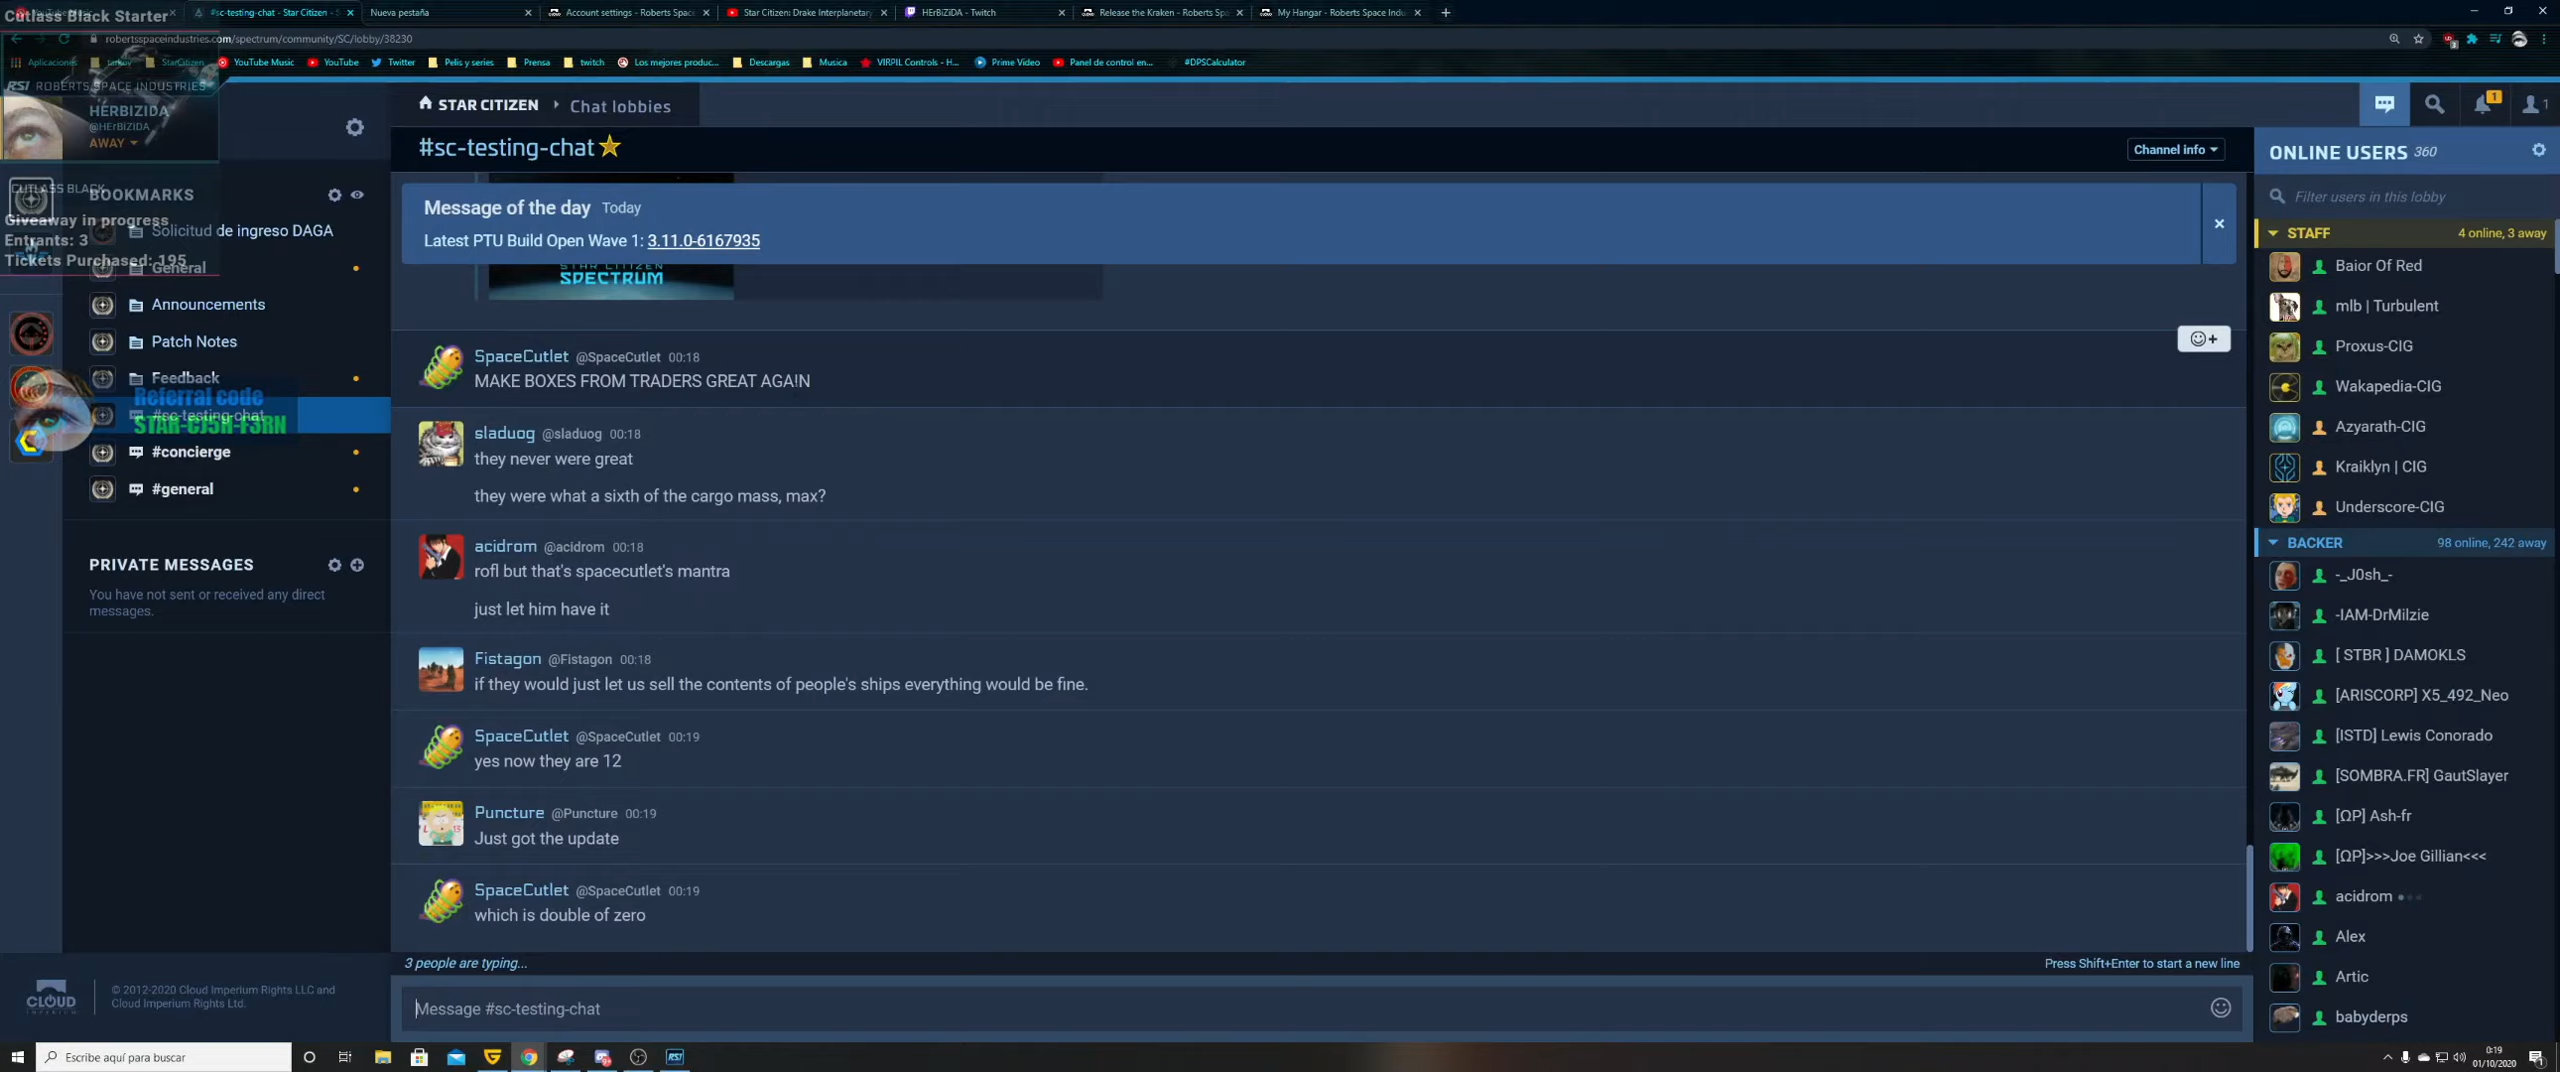 Cutlass Black Starter
#sc-testing-chat - Star Citizen - S
Nueva pestaña
Account settings - Roberts Spac
Star Citizen: Drake Interplanetary
HErBiZiDA - Twitch
Release the Kraken - Roberts Sp
My Hangar - Roberts Space Indu
robertsspaceindustries.com/spectrum/community/SC/lobby/38230
Aplicaciones
StarCitizen
YouTube Music
YouTube
Twitter
Pelis y series
Prensa
twitch
Los mejores produc...
Descargas
Musica
VIRPIL Controls - H...
Prime Video
Panel de control en...
#DPSCalculator
RSI ROBERTS SPACE INDUSTRIES
HERBIZIDA
@HErBIZIDA
AWAY
STAR CITIZEN
Chat lobbies
1
1
#sc-testing-chat
Channel info
CUTLASS BLACK
BOOKMARKS
Giveaway in progress
Entrants: 3
Tickets Purchased: 195
Solicitud de ingreso DAGA
General
Announcements
Patch Notes
Feedback
Referral code
#sc-testing-chat
STAR-CJ5H-F3RN
#concierge
#general
PRIVATE MESSAGES
You have not sent or received any direct
messages.
© 2012-2020 Cloud Imperium Rights LLC and
Cloud Imperium Rights Ltd.
CLOUD
IMPERIUM
Message of the day Today
Latest PTU Build Open Wave 1: 3.11.0-6167935
STAR CITIZEN
SPECTRUM
SpaceCutlet @SpaceCutlet 00:18
MAKE BOXES FROM TRADERS GREAT AGA!N
sladuog @sladuog 00:18
they never were great
they were what a sixth of the cargo mass, max?
acidrom @acidrom 00:18
rofl but that's spacecutlet's mantra
just let him have it
Fistagon @Fistagon 00:18
if they would just let us sell the contents of people's ships everything would be fine.
SpaceCutlet @SpaceCutlet 00:19
yes now they are 12
Puncture @Puncture 00:19
Just got the update
SpaceCutlet @SpaceCutlet 00:19
which is double of zero
3 people are typing...
Press Shift+Enter to start a new line
Message #sc-testing-chat
ONLINE USERS 360
Filter users in this lobby
STAFF 4 online, 3 away
Baior Of Red
mlb | Turbulent
Proxus-CIG
Wakapedia-CIG
Azyarath-CIG
Kraiklyn | CIG
Underscore-CIG
BACKER 98 online, 242 away
-_J0sh_-
-IAM-DrMilzie
[ STBR ] DAMOKLS
[ARISCORP] X5_492_Neo
[ISTD] Lewis Conorado
[SOMBRA.FR] GautSlayer
[ΩP] Ash-fr
[ΩP]>>>Joe Gillian<<<
acidrom
Alex
Artic
babyderps
Escribe aquí para buscar
RSI
0:19
01/10/2020